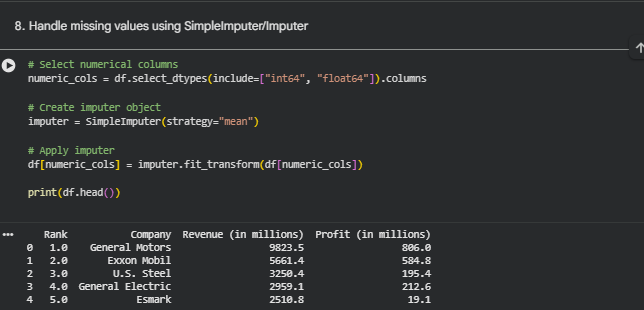 8. Handle missing values using SimpleImputer/Imputer
# Select numerical columns
numeric_cols = df.select_dtypes(include=["int64", "float64"]).columns
# Create imputer object
imputer = SimpleImputer(strategy="mean")
# Apply imputer
df[numeric_cols] = imputer.fit_transform(df[numeric_cols])
print(df.head())
Rank Company Revenue (in millions) Profit (in millions)
0 1.0 General Motors 9823.5 806.0
1 2.0 Exxon Mobil 5661.4 584.8
2 3.0 U.S. Steel 3250.4 195.4
3 4.0 General Electric 2959.1 212.6
4 5.0 Esmark 2510.8 19.1